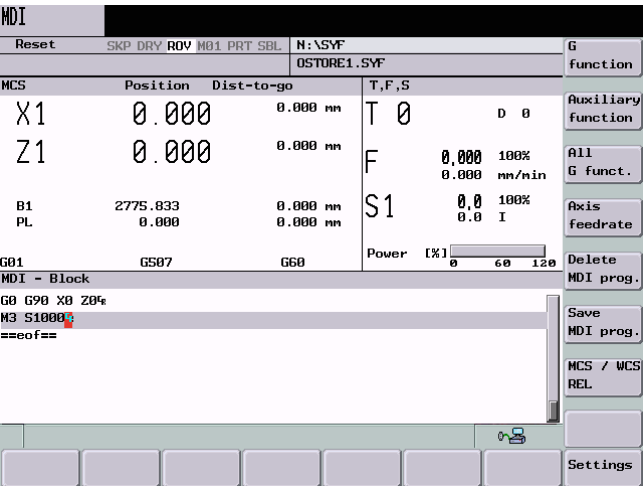 MDI
Reset SKP DRY ROV M01 PRT SBL N:\SYF
OSTORE1.SYF
G
function
MCS Position Dist-to-go T,F,S
X1 0.000 0.000 mm T 0 D 0
Auxiliary
function
Z1 0.000 0.000 mm F 0,000 100%
0.000 mm/min
All
G funct.
B1 2775.833 0.000 mm S1 0,0 100%
PL 0.000 0.000 mm 0.0 I
Axis
feedrate
Power [%] 0 60 120
G01 G507 G60
Delete
MDI prog.
MDI - Block
G0 G90 X0 Z0
M3 S1000
==eof==
Save
MDI prog.
MCS / WCS
REL
Settings